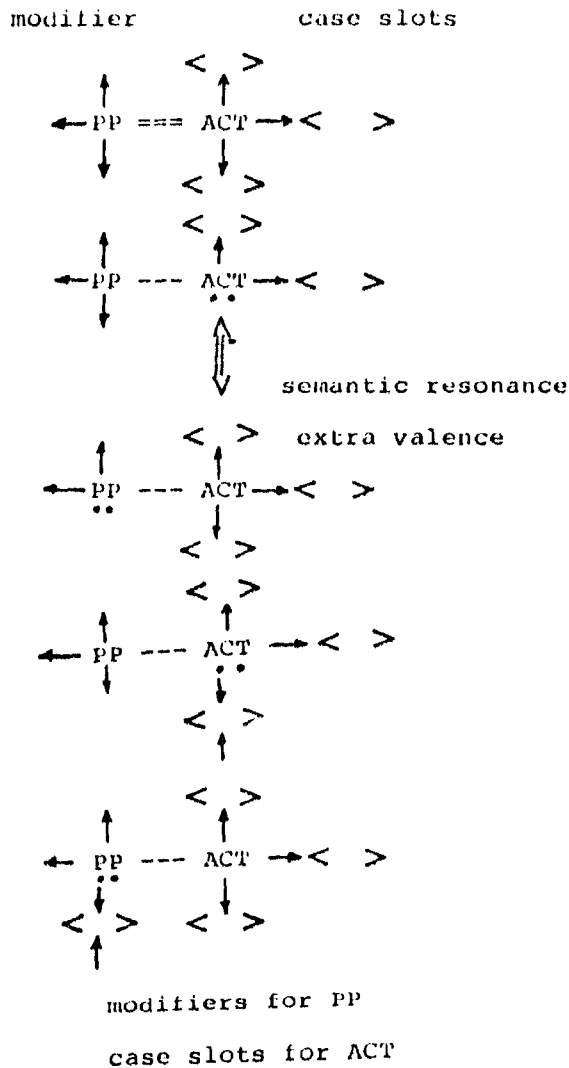 modifier case slots
< >
PP === ACT < >
< >
< >
PP --- ACT < >
semantic resonance
< > extra valence
PP --- ACT < >
< >
< >
PP --- ACT < >
< >
< >
PP --- ACT < >
< > < >
modifiers for PP
case slots for ACT